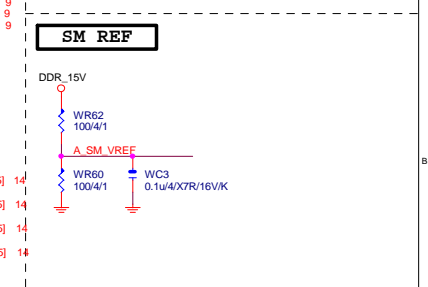 9
9
9
SM REF
DDR_15V
WR62
100/4/1
A_SM_VREF
WR60
100/4/1
WC3
0.1u/4/X7R/16V/K
B
5] 14
5] 14
5] 14
5] 14